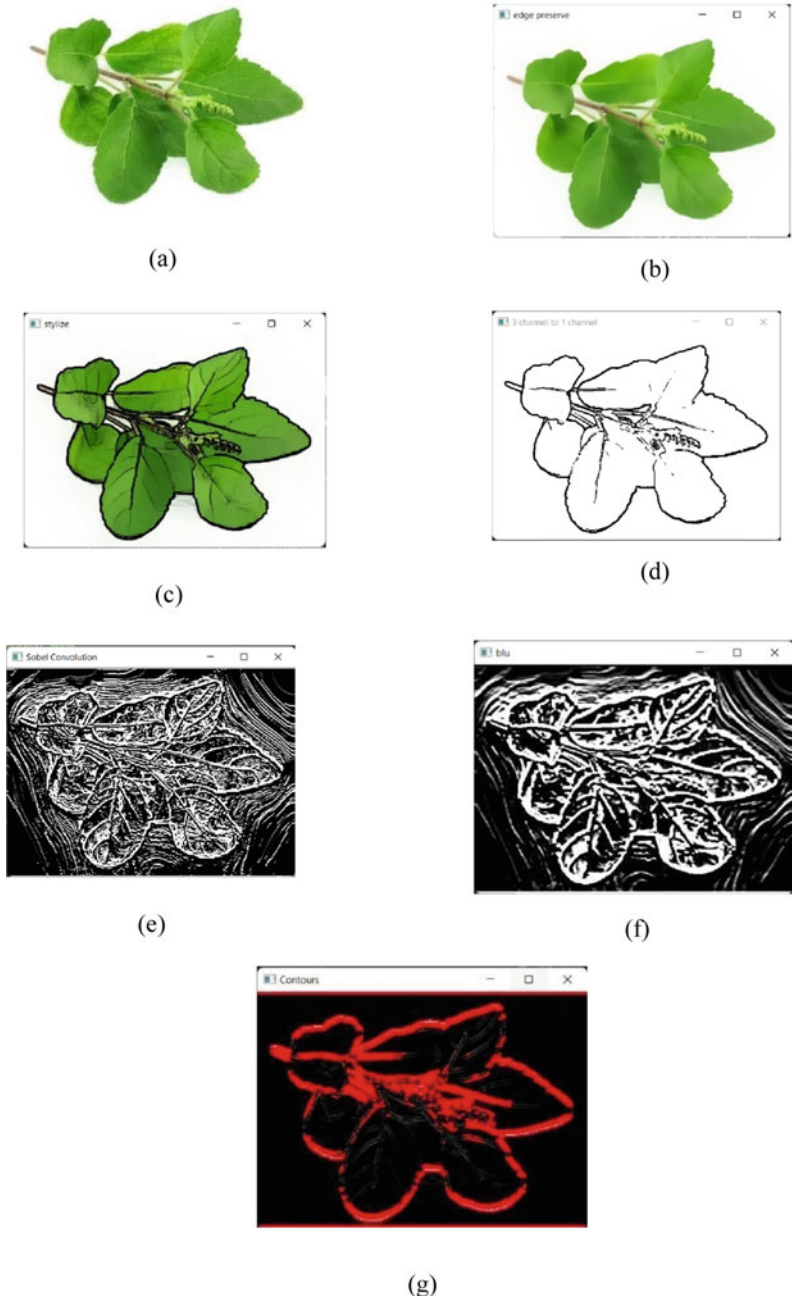 edge preserve
(a)
(b)
stylize
3 channel to 1 channel
(c)
(d)
Sobel Convolution
blu
(e)
(f)
Contours
(g)